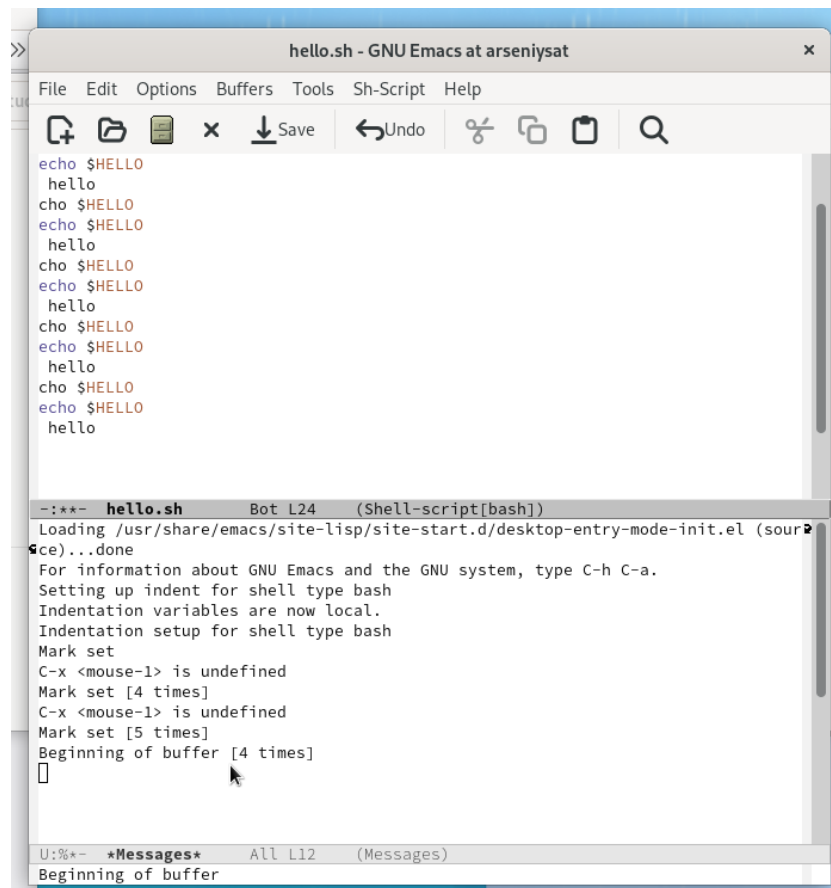 hello.sh - GNU Emacs at arseniysat
File Edit Options Buffers Tools Sh-Script Help
Save Undo
echo $HELLO
hello
cho $HELLO
echo $HELLO
hello
cho $HELLO
echo $HELLO
hello
cho $HELLO
echo $HELLO
hello
cho $HELLO
echo $HELLO
hello
-:**- hello.sh Bot L24 (Shell-script[bash])
Loading /usr/share/emacs/site-lisp/site-start.d/desktop-entry-mode-init.el (sour
ce)...done
For information about GNU Emacs and the GNU system, type C-h C-a.
Setting up indent for shell type bash
Indentation variables are now local.
Indentation setup for shell type bash
Mark set
C-x <mouse-1> is undefined
Mark set [4 times]
C-x <mouse-1> is undefined
Mark set [5 times]
Beginning of buffer [4 times]
U:%*- *Messages* All L12 (Messages)
Beginning of buffer